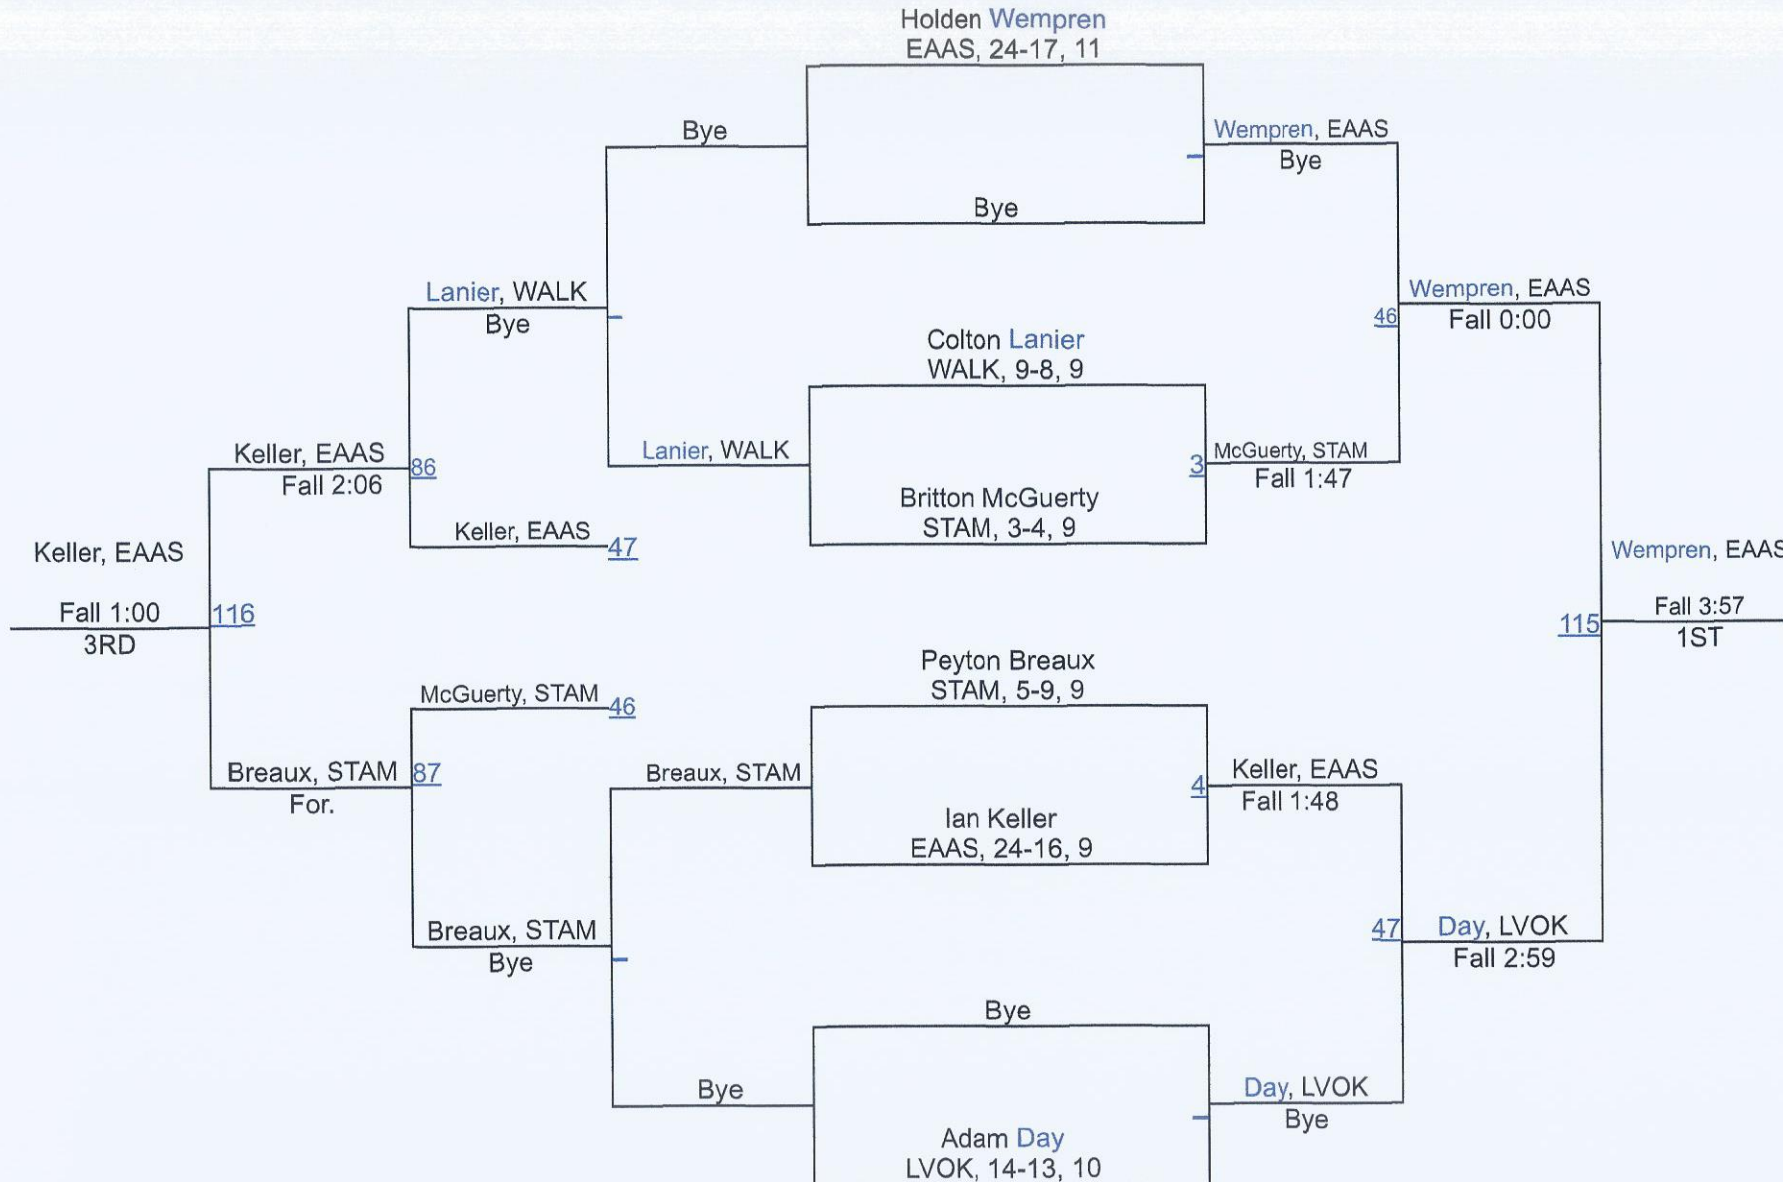 Holden Wempren
EAAS, 24-17, 11
Bye
Wempren, EAAS
Bye
Bye
Lanier, WALK
Bye
Wempren, EAAS
46
Fall 0:00
Colton Lanier
WALK, 9-8, 9
Keller, EAAS
86
Fall 2:06
Lanier, WALK
McGuerty, STAM
3
Fall 1:47
Britton McGuerty
STAM, 3-4, 9
Keller, EAAS
47
Keller, EAAS
Wempren, EAAS
Fall 1:00
116
3RD
115
Fall 3:57
1ST
Peyton Breaux
STAM, 5-9, 9
McGuerty, STAM
46
Breaux, STAM
87
For.
Breaux, STAM
Keller, EAAS
4
Fall 1:48
Ian Keller
EAAS, 24-16, 9
Breaux, STAM
Bye
47
Day, LVOK
Fall 2:59
Bye
Bye
Day, LVOK
Bye
Adam Day
LVOK, 14-13, 10